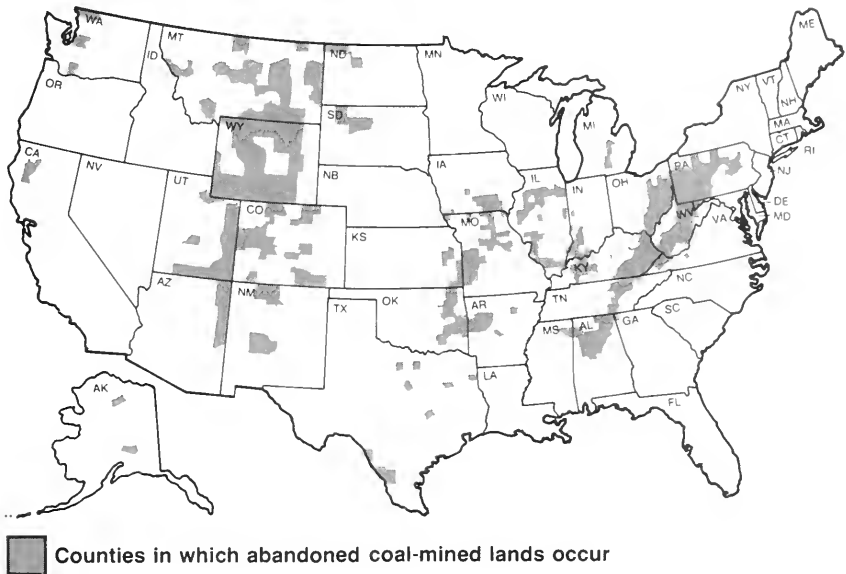 WA
MT
ND
MN
ME
ID
OR
VT
NY
NH
WI
SD
MI
MA
WY
CT
RI
CA
IA
PA
NV
NB
IL
IN
OH
NJ
UT
CO
MO
DE
WV
VA
MD
KS
KY
NC
AZ
NM
OK
TN
AR
SC
TX
MS
AL
GA
LA
AK
FL
Counties in which abandoned coal-mined lands occur